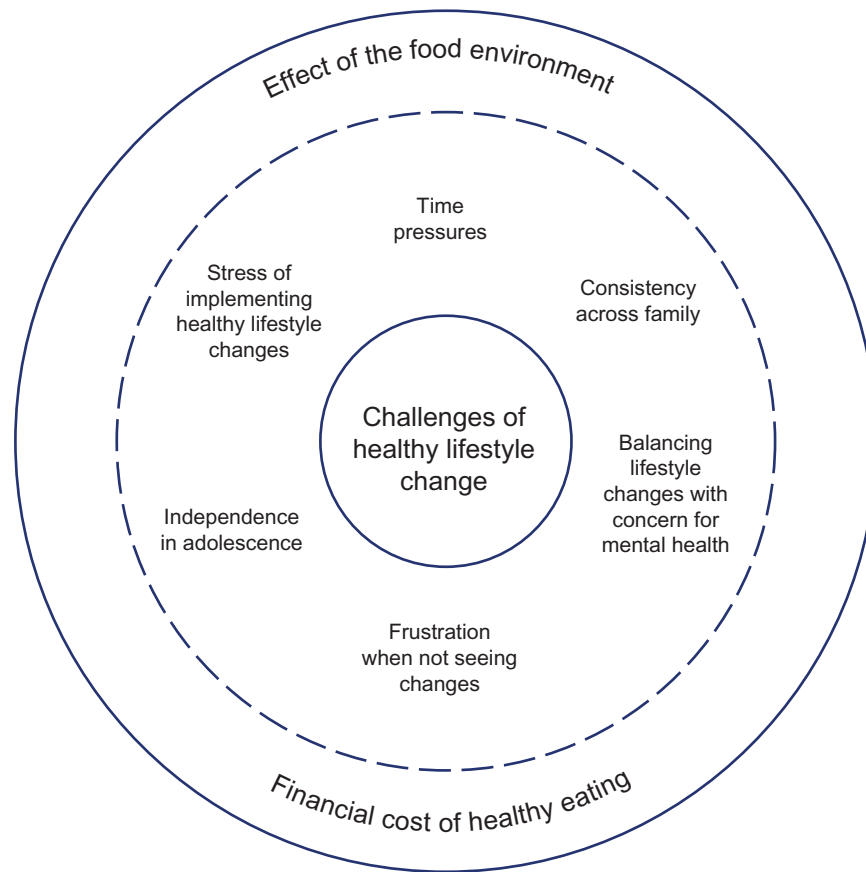 Effect of the food environment
Time
pressures
Stress of
implementing
healthy lifestyle
changes
Consistency
across family
Challenges of
healthy lifestyle
change
Balancing
lifestyle
changes with
concern for
mental health
Independence
in adolescence
Frustration
when not seeing
changes
Financial cost of healthy eating